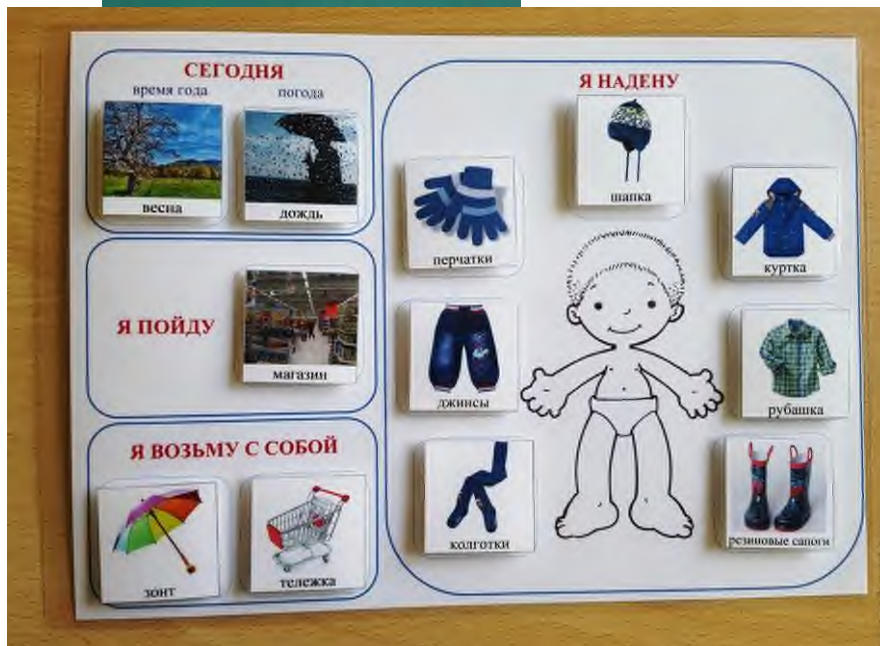 СЕГОДНЯ
время года
погода
весна
дождь
Я ПОЙДУ
магазин
Я ВОЗЬМУ С СОБОЙ
зонт
тележка
Я НАДЕНУ
шапка
перчатки
куртка
джинсы
рубашка
колготки
резиновые сапоги